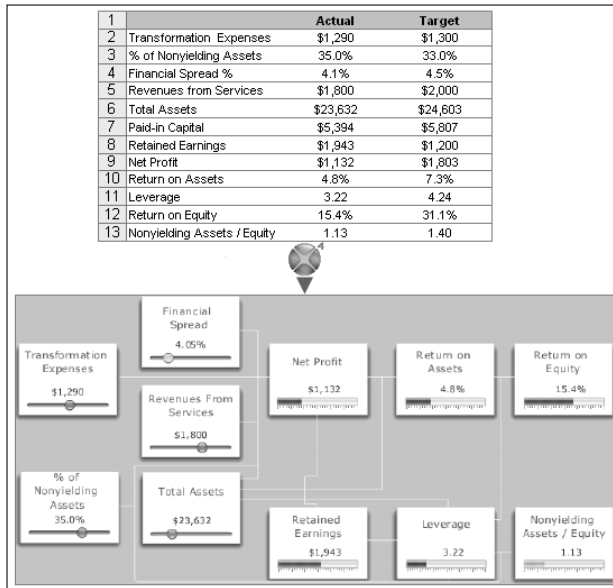 1 Actual Target
2 Transformation Expenses $1,290 $1,300
3 % of Nonyielding Assets 35.0% 33.0%
4 Financial Spread % 4.1% 4.5%
5 Revenues from Services $1,800 $2,000
6 Total Assets $23,632 $24,603
7 Paid-in Capital $5,394 $5,807
8 Retained Earnings $1,943 $1,200
9 Net Profit $1,132 $1,803
10 Return on Assets 4.8% 7.3%
11 Leverage 3.22 4.24
12 Return on Equity 15.4% 31.1%
13 Nonyielding Assets / Equity 1.13 1.40
4
Financial
Spread
4.05%
Transformation
Expenses
$1,290
Revenues From
Services
$1,800
Net Profit
$1,132
Return on
Assets
4.8%
Return on
Equity
15.4%
% of
Nonyielding
Assets
35.0%
Total Assets
$23,632
Retained
Earnings
$1,943
Leverage
3.22
Nonyielding
Assets / Equity
1.13